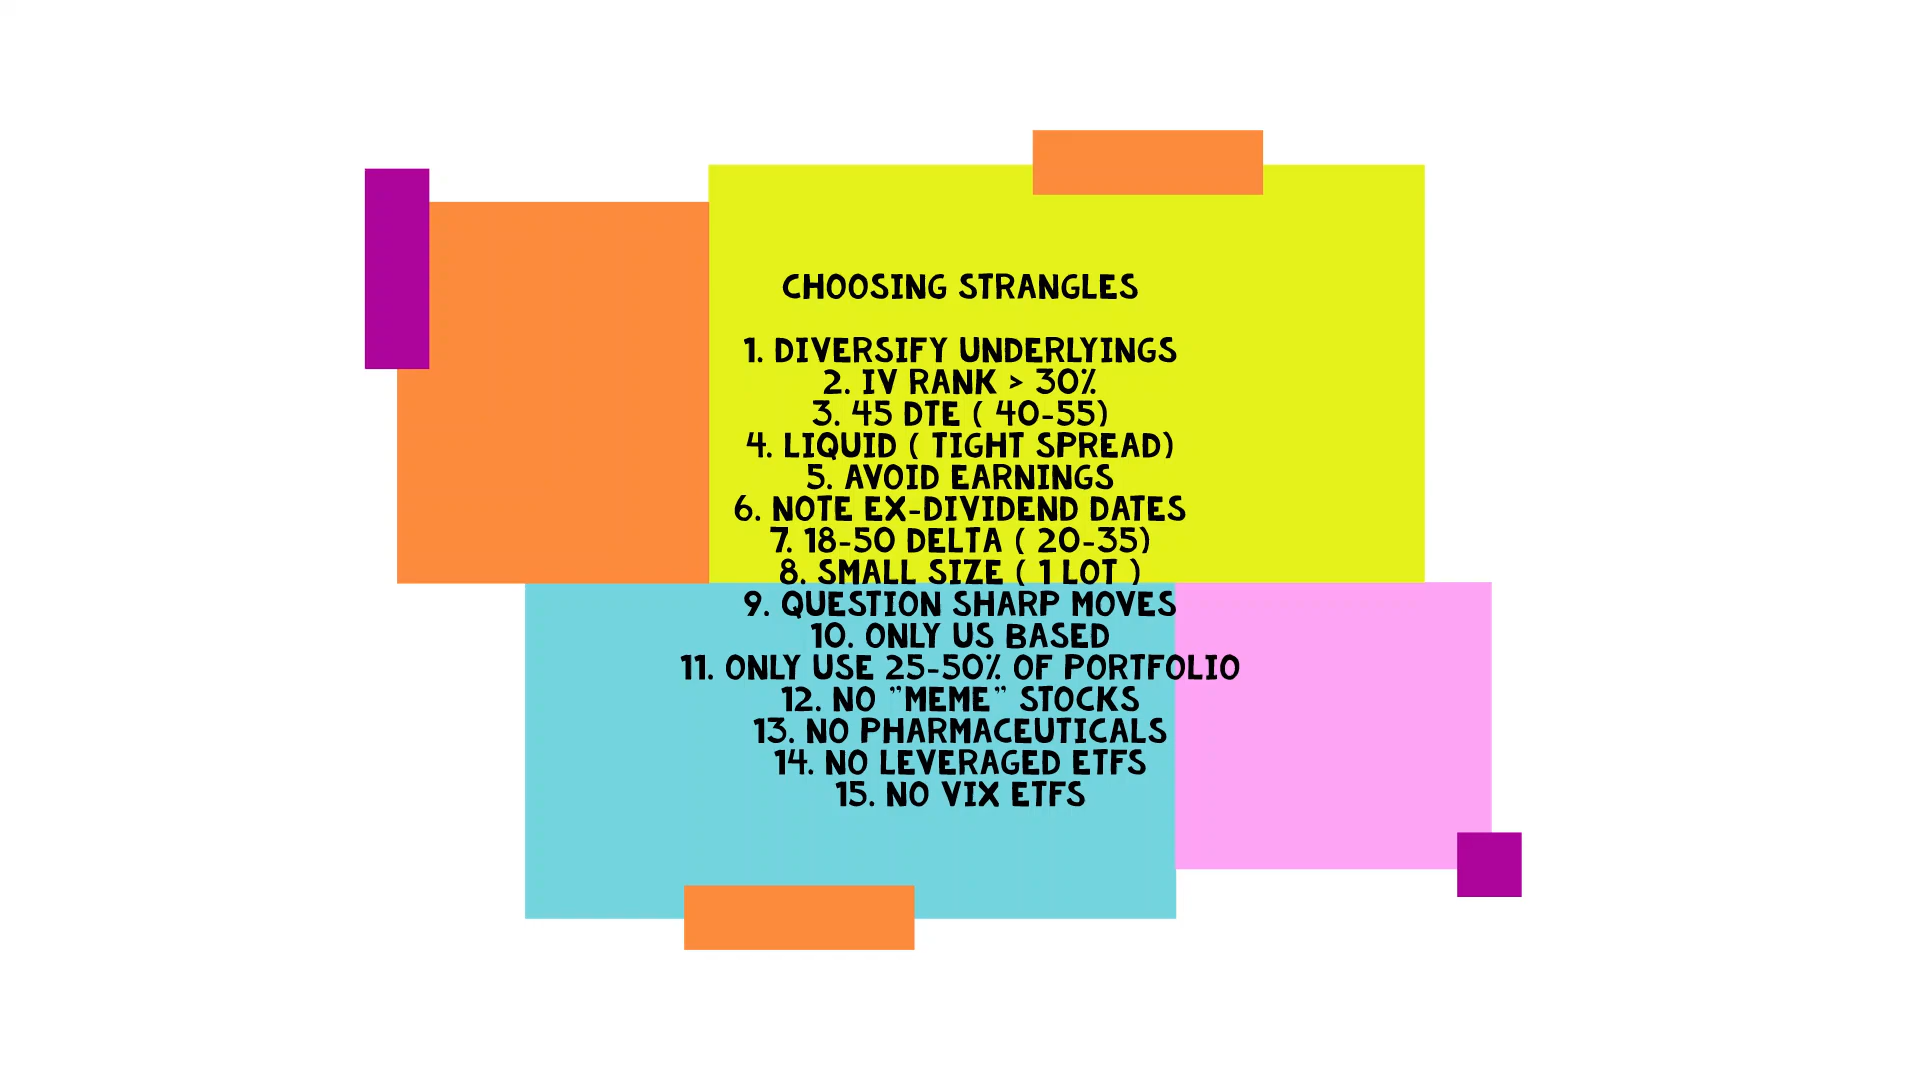 CHOOSING STRANGLES
1. DIVERSIFY UNDERLYINGS
2. IV RANK > 30%
3. 45 DTE ( 40-55)
4. LIQUID ( TIGHT SPREAD)
5. AVOID EARNINGS
6. NOTE EX-DIVIDEND DATES
7. 18-50 DELTA ( 20-35)
8. SMALL SIZE ( 1 LOT )
9. QUESTION SHARP MOVES
10. ONLY US BASED
11. ONLY USE 25-50% OF PORTFOLIO
12. NO "MEME" STOCKS
13. NO PHARMACEUTICALS
14. NO LEVERAGED ETFS
15. NO VIX ETFS